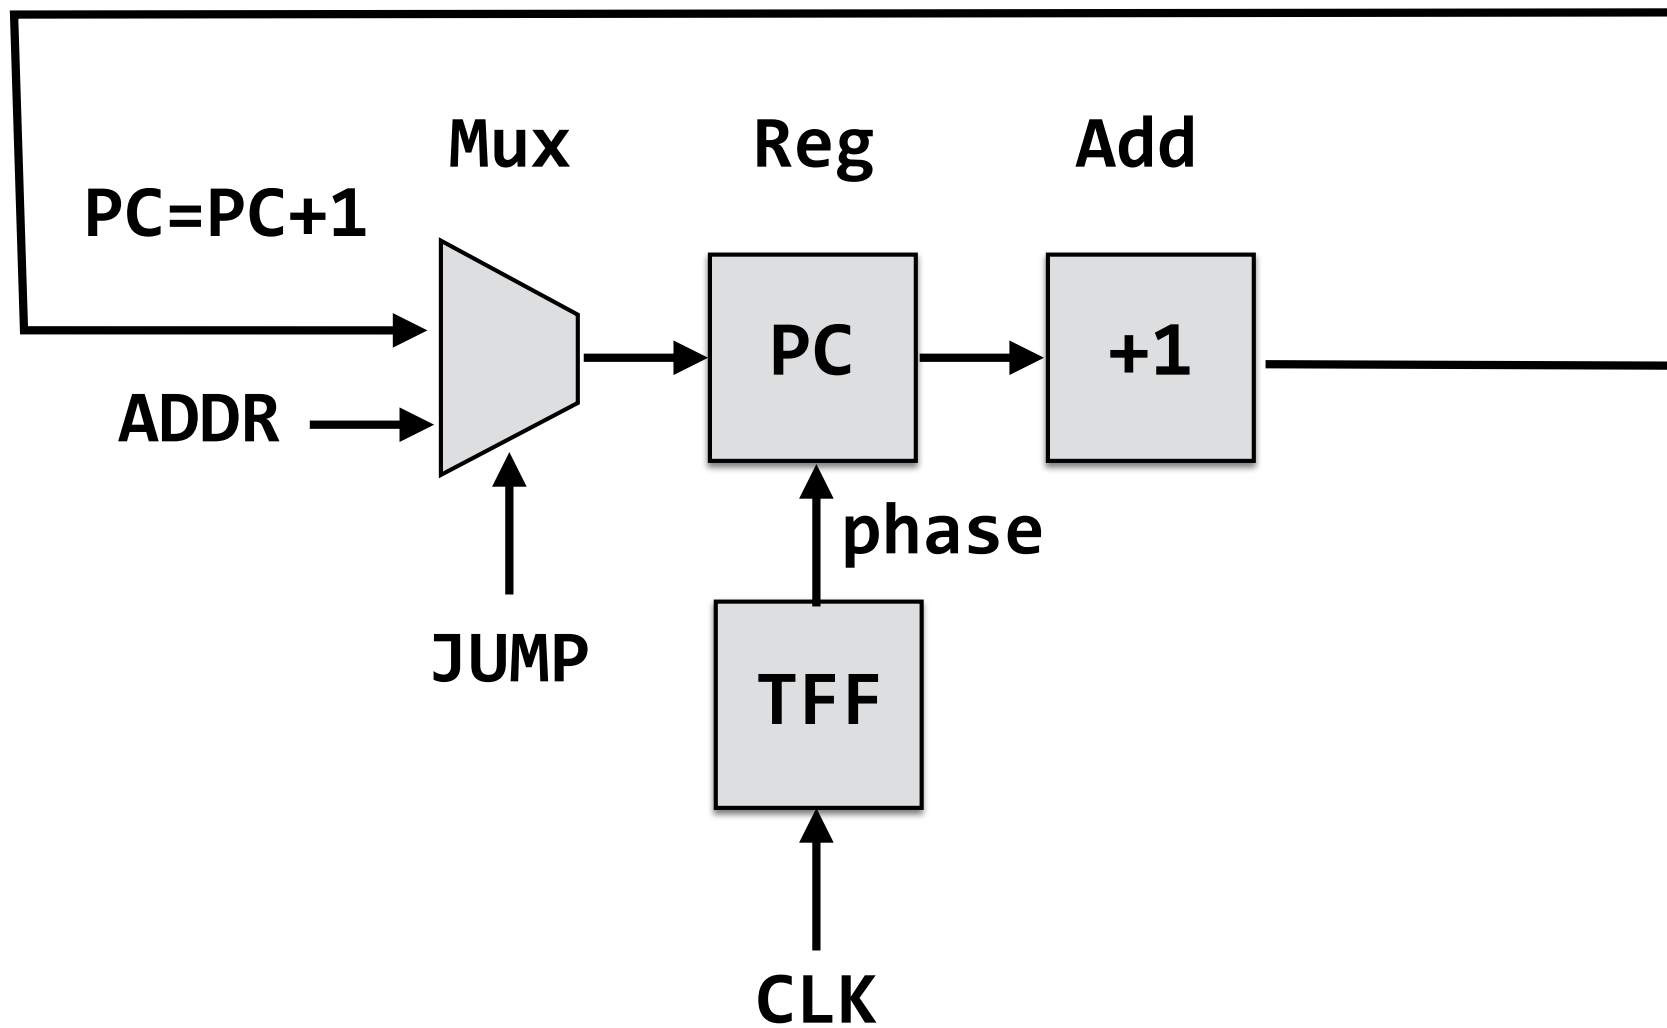 Mux
Reg
Add
PC=PC+1
PC
+1
ADDR
phase
JUMP
TFF
CLK